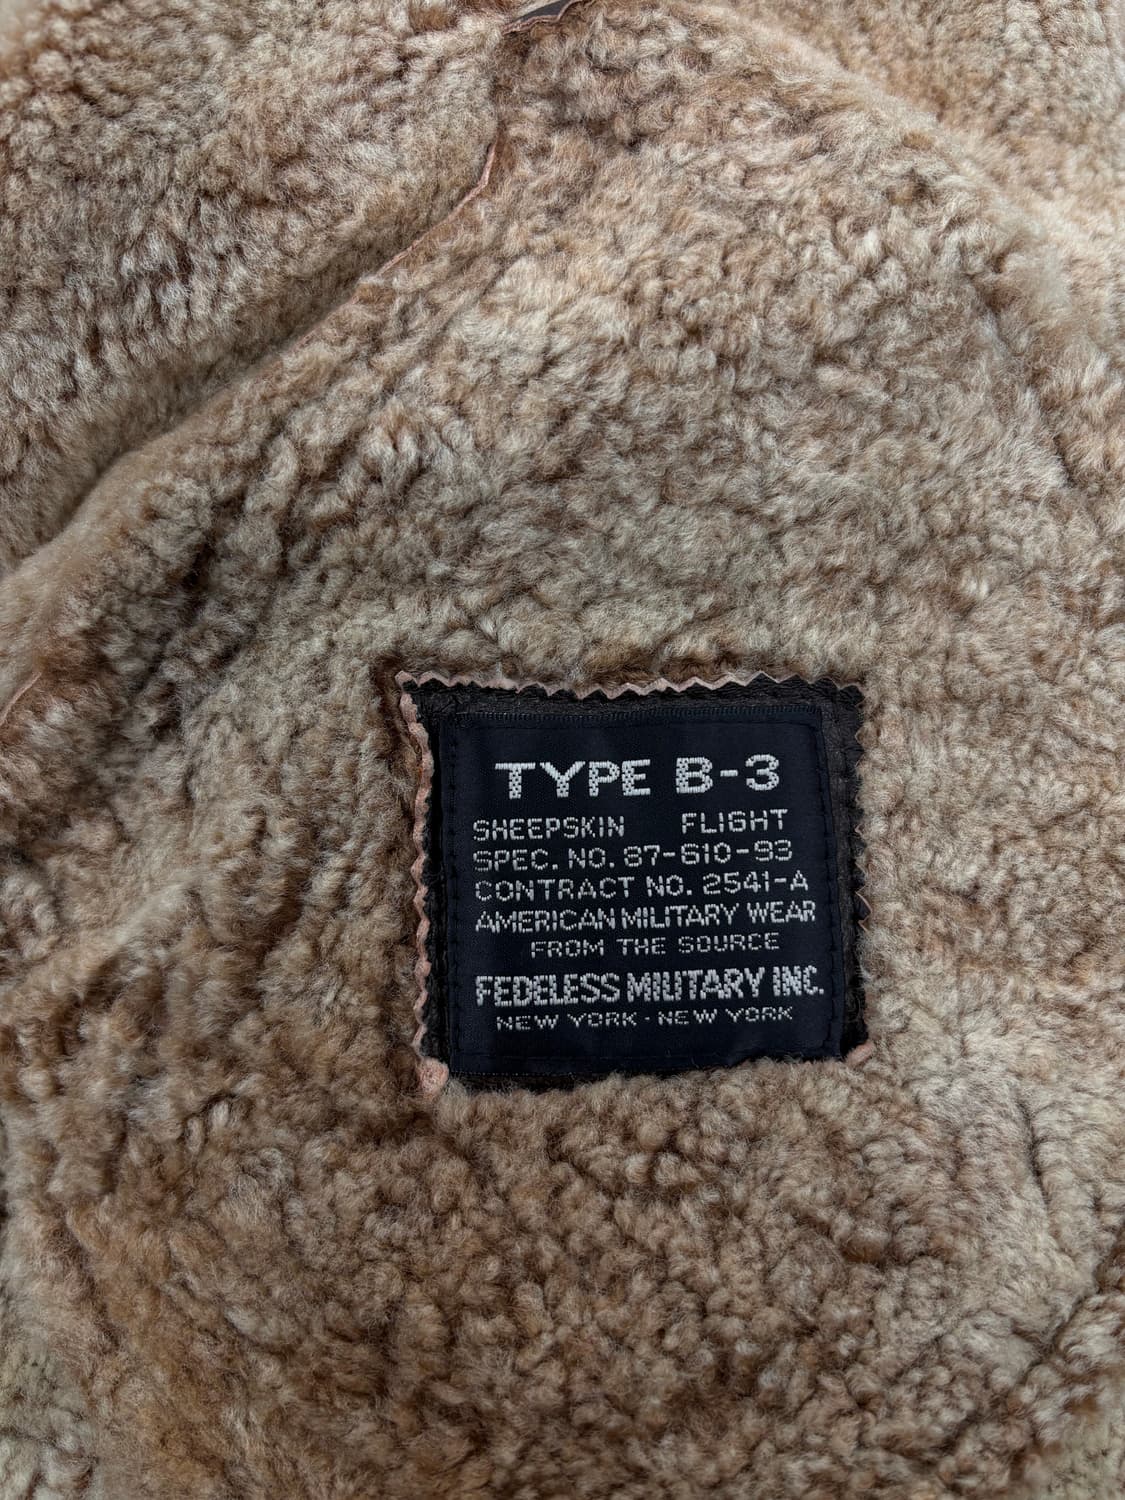 TYPE B-3
SHEEPSKIN FLIGHT
SPEC. NO. 87-610-93
CONTRACT NO. 2541-A
AMERICAN MILITARY WEAR
FROM THE SOURCE
FEDELESS MILITARY INC.
NEW YORK · NEW YORK